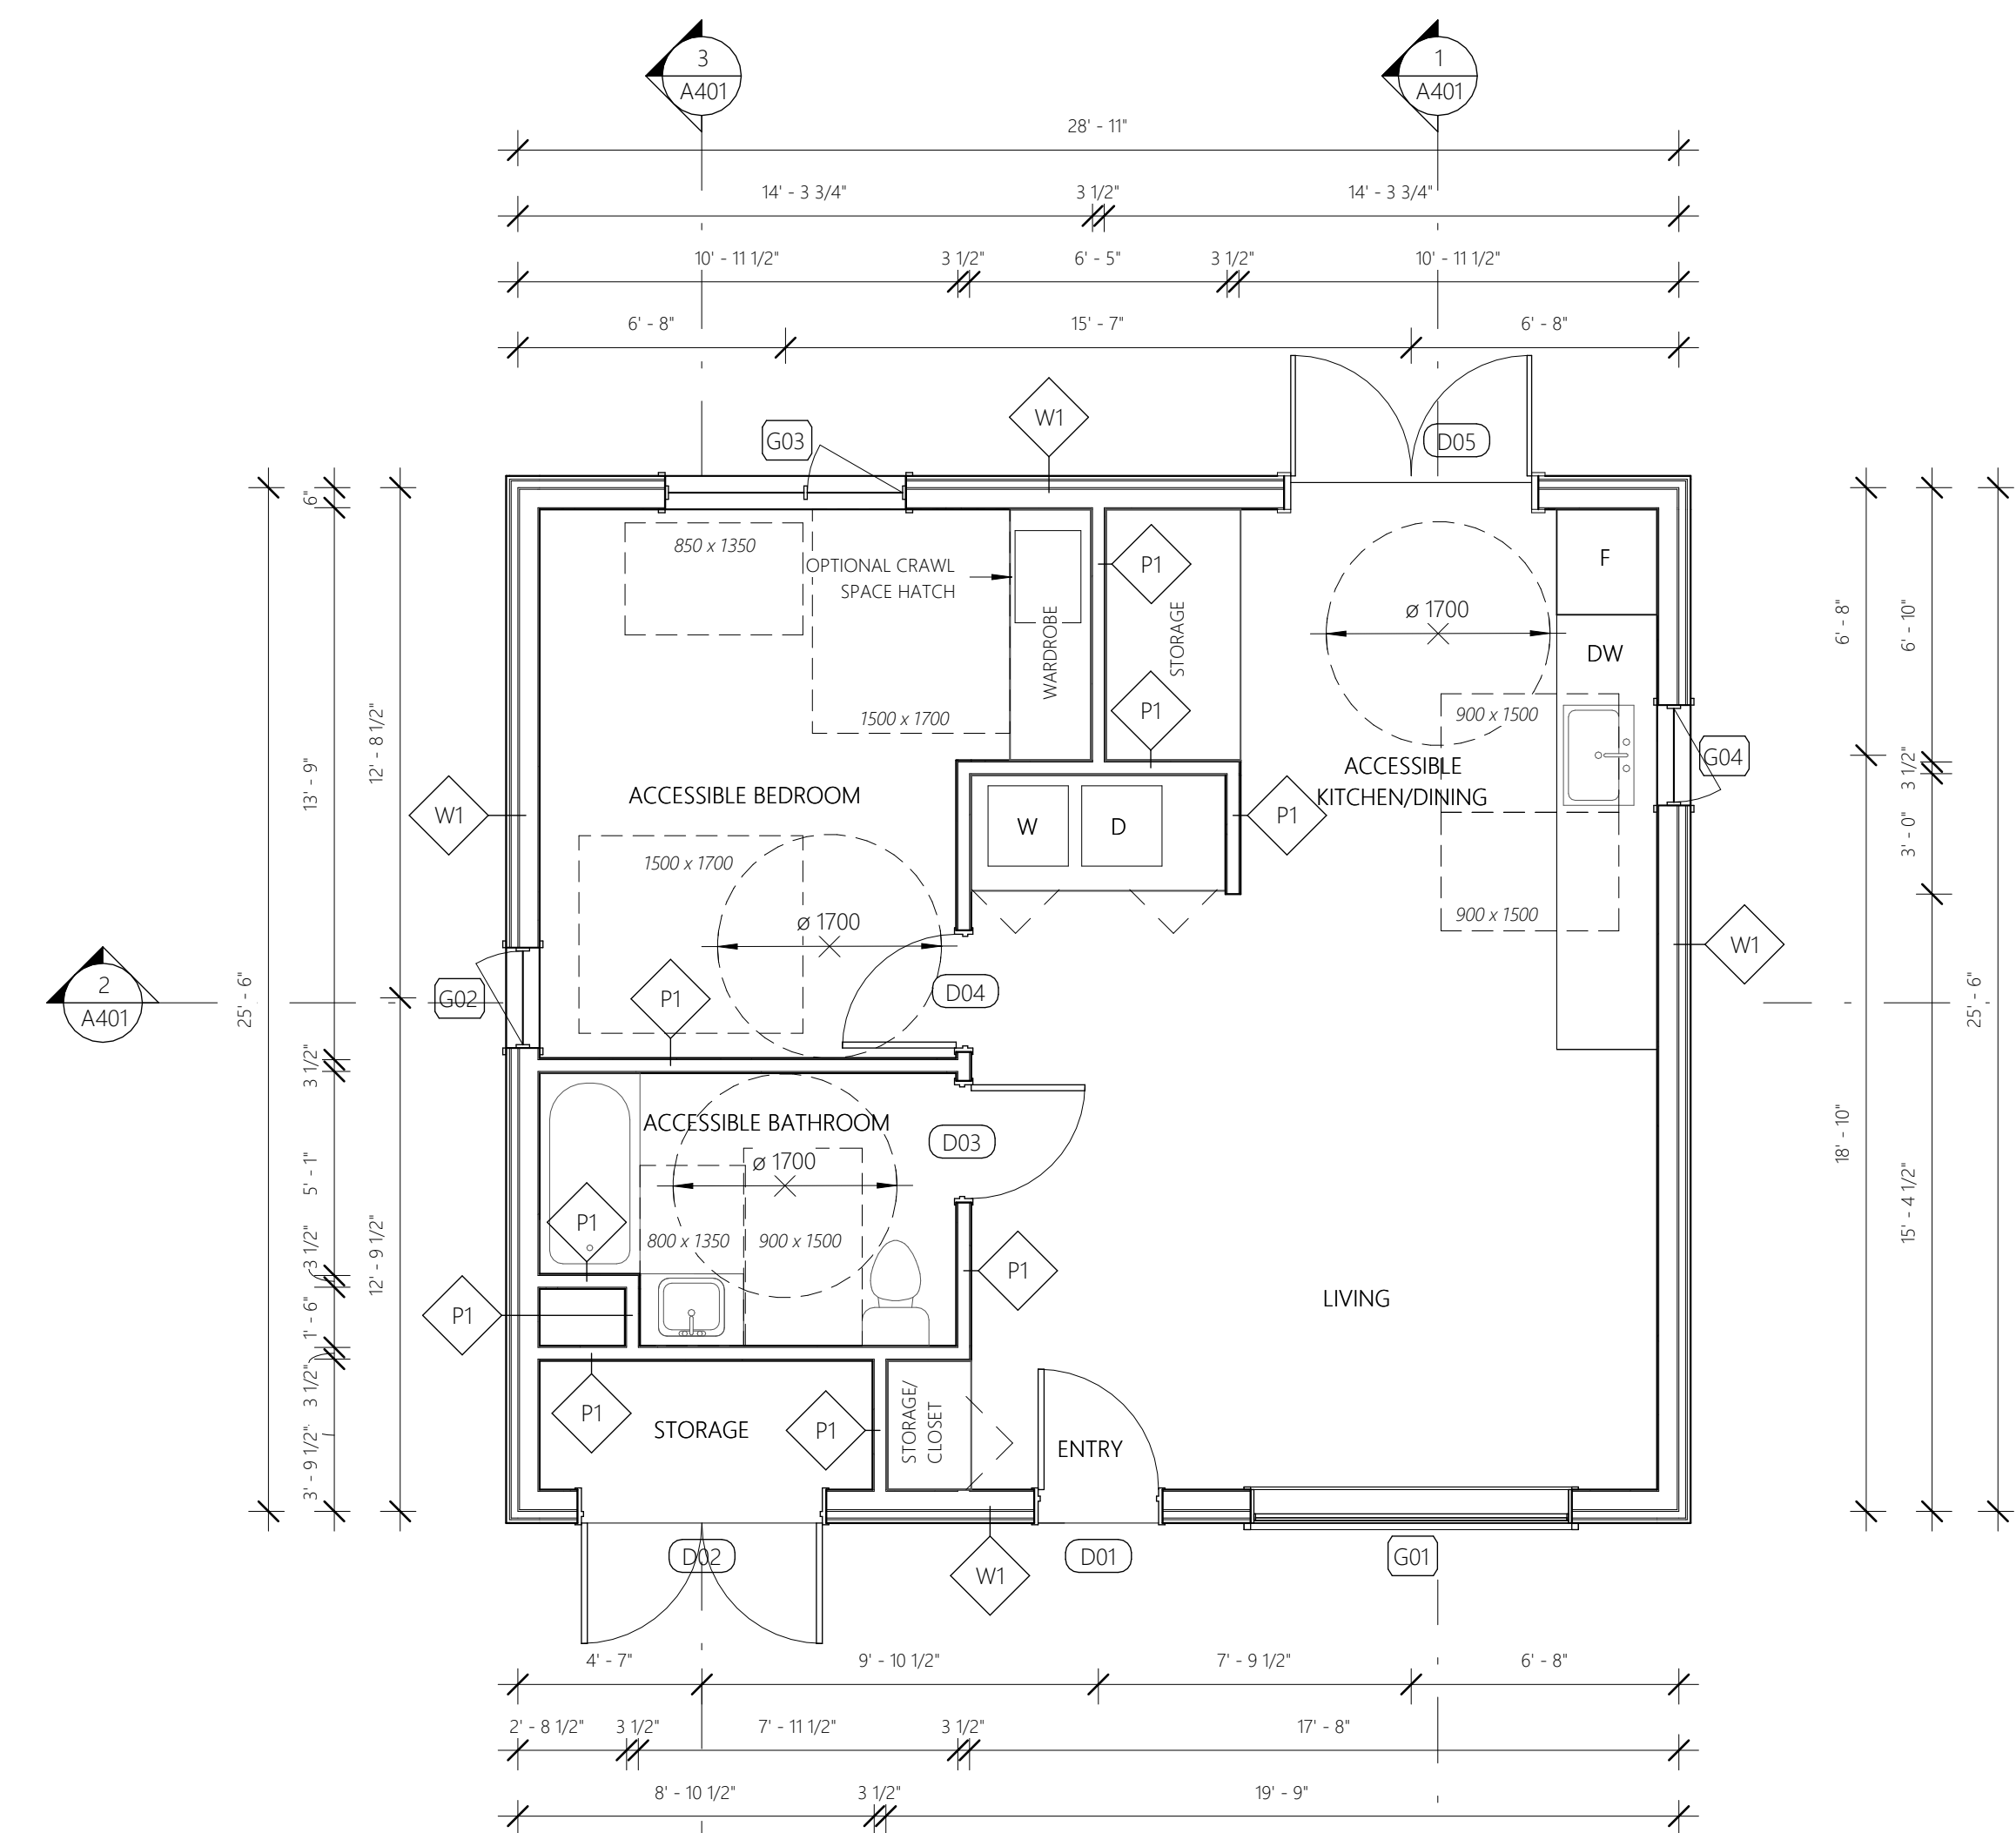 3
A401
1
A401
28' - 11"
14' - 3 3/4"
3 1/2"
14' - 3 3/4"
10' - 11 1/2"
3 1/2"
6' - 5"
3 1/2"
10' - 11 1/2"
6' - 8"
15' - 7"
6' - 8"
G03
W1
D05
850 x 1350
OPTIONAL CRAWL
SPACE HATCH
1500 x 1700
WARDROBE
P1
STORAGE
P1
ø 1700
F
DW
900 x 1500
ACCESSIBLE
KITCHEN/DINING
G04
900 x 1500
W1
ACCESSIBLE BEDROOM
W1
W
D
P1
1500 x 1700
ø 1700
P1
D04
G02
2
A401
25' - 6"
6"
13' - 9"
3 1/2"
5' - 1"
3 1/2"
1' - 6"
3 1/2"
3' - 9 1/2"
12' - 8 1/2"
12' - 9 1/2"
6' - 8"
18' - 10"
6' - 10"
3 1/2"
3' - 0"
15' - 4 1/2"
25' - 6"
ACCESSIBLE BATHROOM
D03
ø 1700
P1
800 x 1350
900 x 1500
P1
P1
LIVING
P1
STORAGE
P1
STORAGE/
CLOSET
ENTRY
D02
W1
D01
G01
4' - 7"
9' - 10 1/2"
7' - 9 1/2"
6' - 8"
2' - 8 1/2"
3 1/2"
7' - 11 1/2"
3 1/2"
17' - 8"
8' - 10 1/2"
3 1/2"
19' - 9"